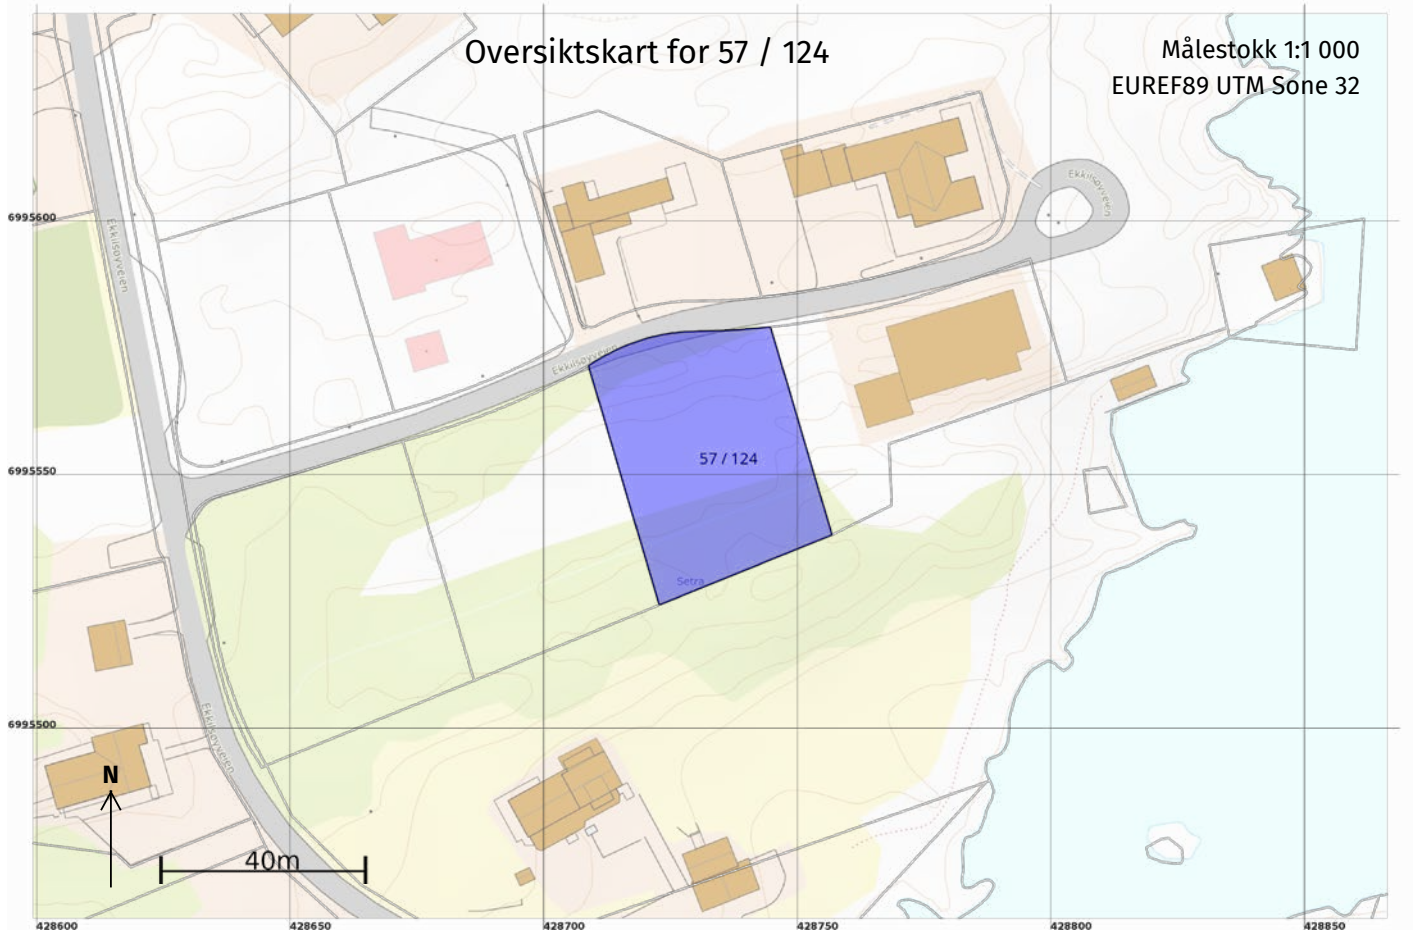 Oversiktskart for 57 / 124
Målestokk 1:1 000
EUREF89 UTM Sone 32
Ekkilsøyveien
6995600
Ekkilsøyveien
Ekkilsøyveien
57 / 124
6995550
Setra
6995500
Ekkilsøyveien
N
40m
428600
428650
428700
428750
428800
428850